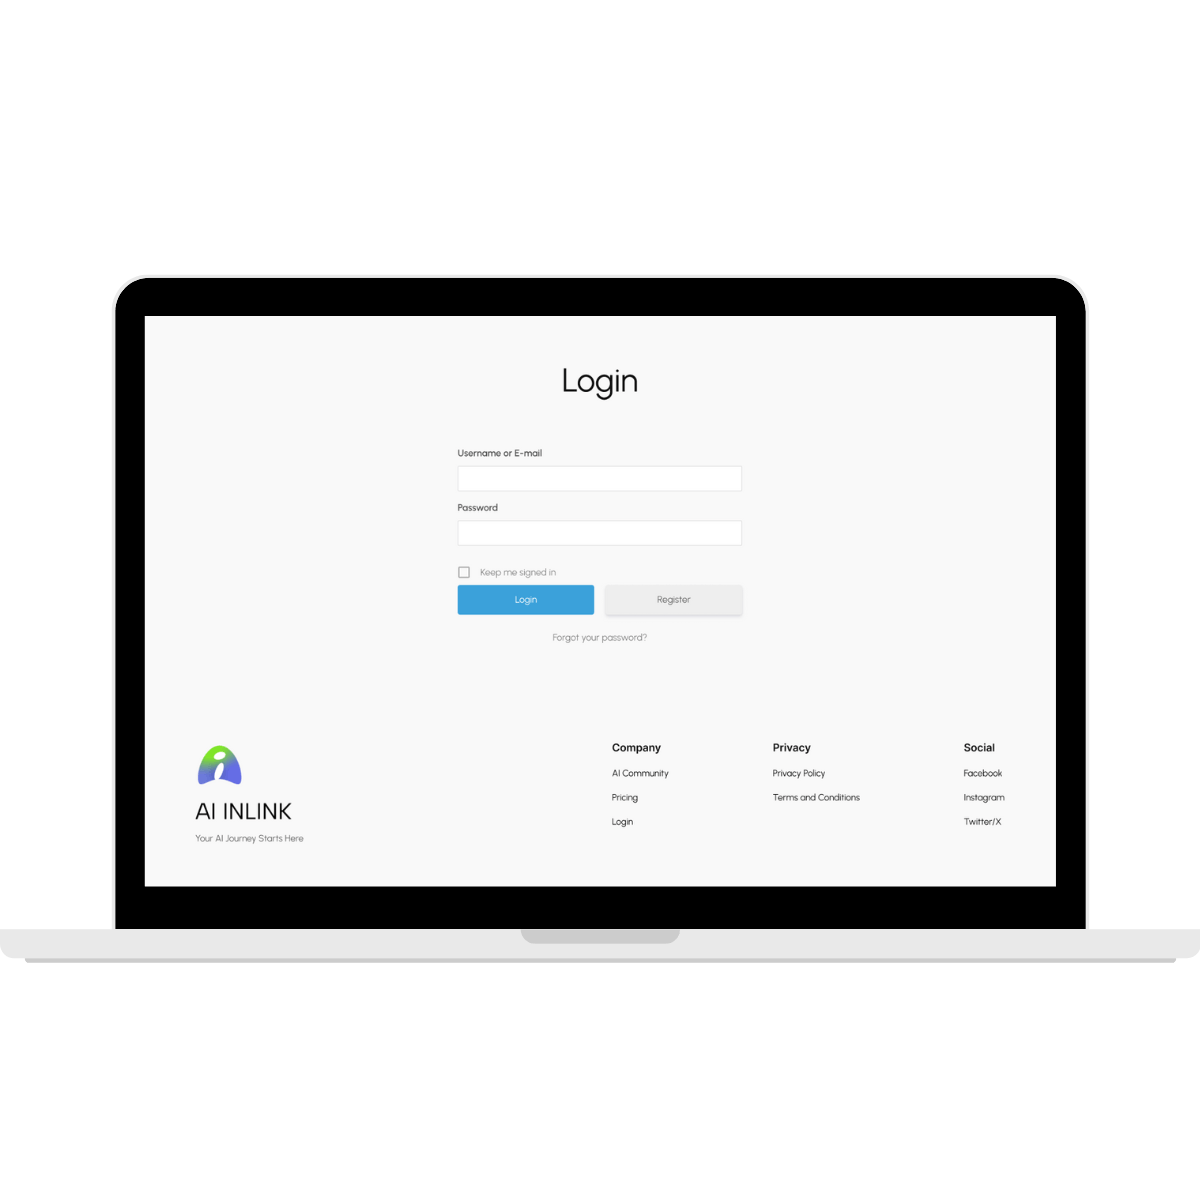 Login
Username or E-mail
Password
Keep me signed in
Login
Register
Forgot your password?
AI INLINK
Your AI Journey Starts Here
Company
AI Community
Pricing
Login
Privacy
Privacy Policy
Terms and Conditions
Social
Facebook
Instagram
Twitter/X